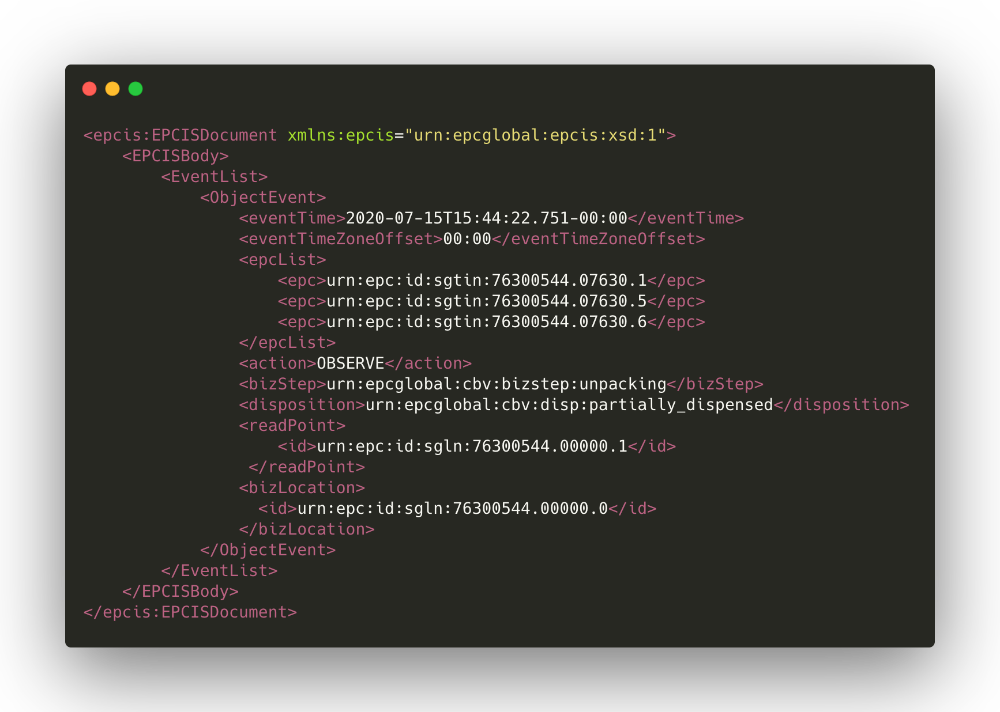 <epcis:EPCISDocument xmlns:epcis="urn:epcglobal:epcis:xsd:1">
    <EPCISBody>
        <EventList>
            <ObjectEvent>
                <eventTime>2020-07-15T15:44:22.751-00:00</eventTime>
                <eventTimeZoneOffset>00:00</eventTimeZoneOffset>
                <epcList>
                    <epc>urn:epc:id:sgtin:76300544.07630.1</epc>
                    <epc>urn:epc:id:sgtin:76300544.07630.5</epc>
                    <epc>urn:epc:id:sgtin:76300544.07630.6</epc>
                </epcList>
                <action>OBSERVE</action>
                <bizStep>urn:epcglobal:cbv:bizstep:unpacking</bizStep>
                <disposition>urn:epcglobal:cbv:disp:partially_dispensed</disposition>
                <readPoint>
                    <id>urn:epc:id:sgln:76300544.00000.1</id>
                 </readPoint>
                <bizLocation>
                  <id>urn:epc:id:sgln:76300544.00000.0</id>
                </bizLocation>
            </ObjectEvent>
        </EventList>
    </EPCISBody>
</epcis:EPCISDocument>